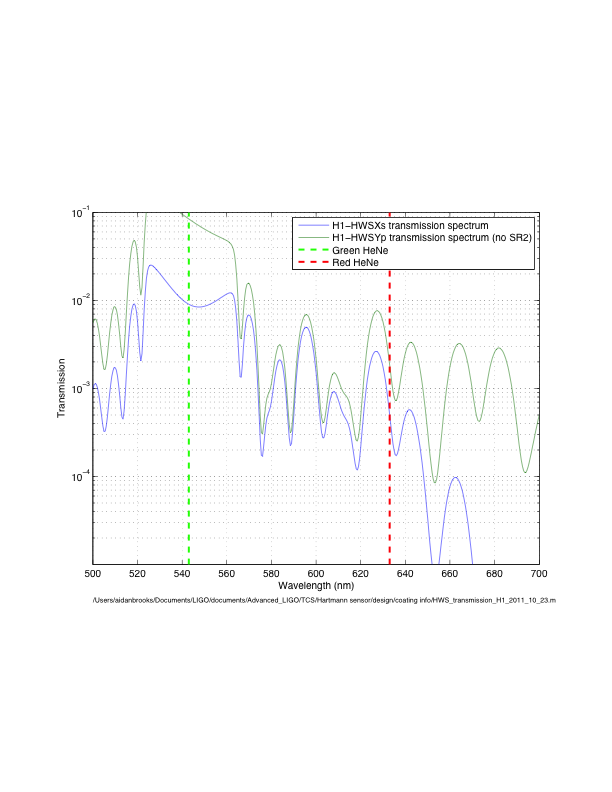 10⁻¹
10⁻²
10⁻³
10⁻⁴
Transmission
H1−HWSXs transmission spectrum
H1−HWSYp transmission spectrum (no SR2)
Green HeNe
Red HeNe
500 520 540 560 580 600 620 640 660 680 700
Wavelength (nm)
/Users/aidanbrooks/Documents/LIGO/documents/Advanced_LIGO/TCS/Hartmann sensor/design/coating info/HWS_transmission_H1_2011_10_23.m